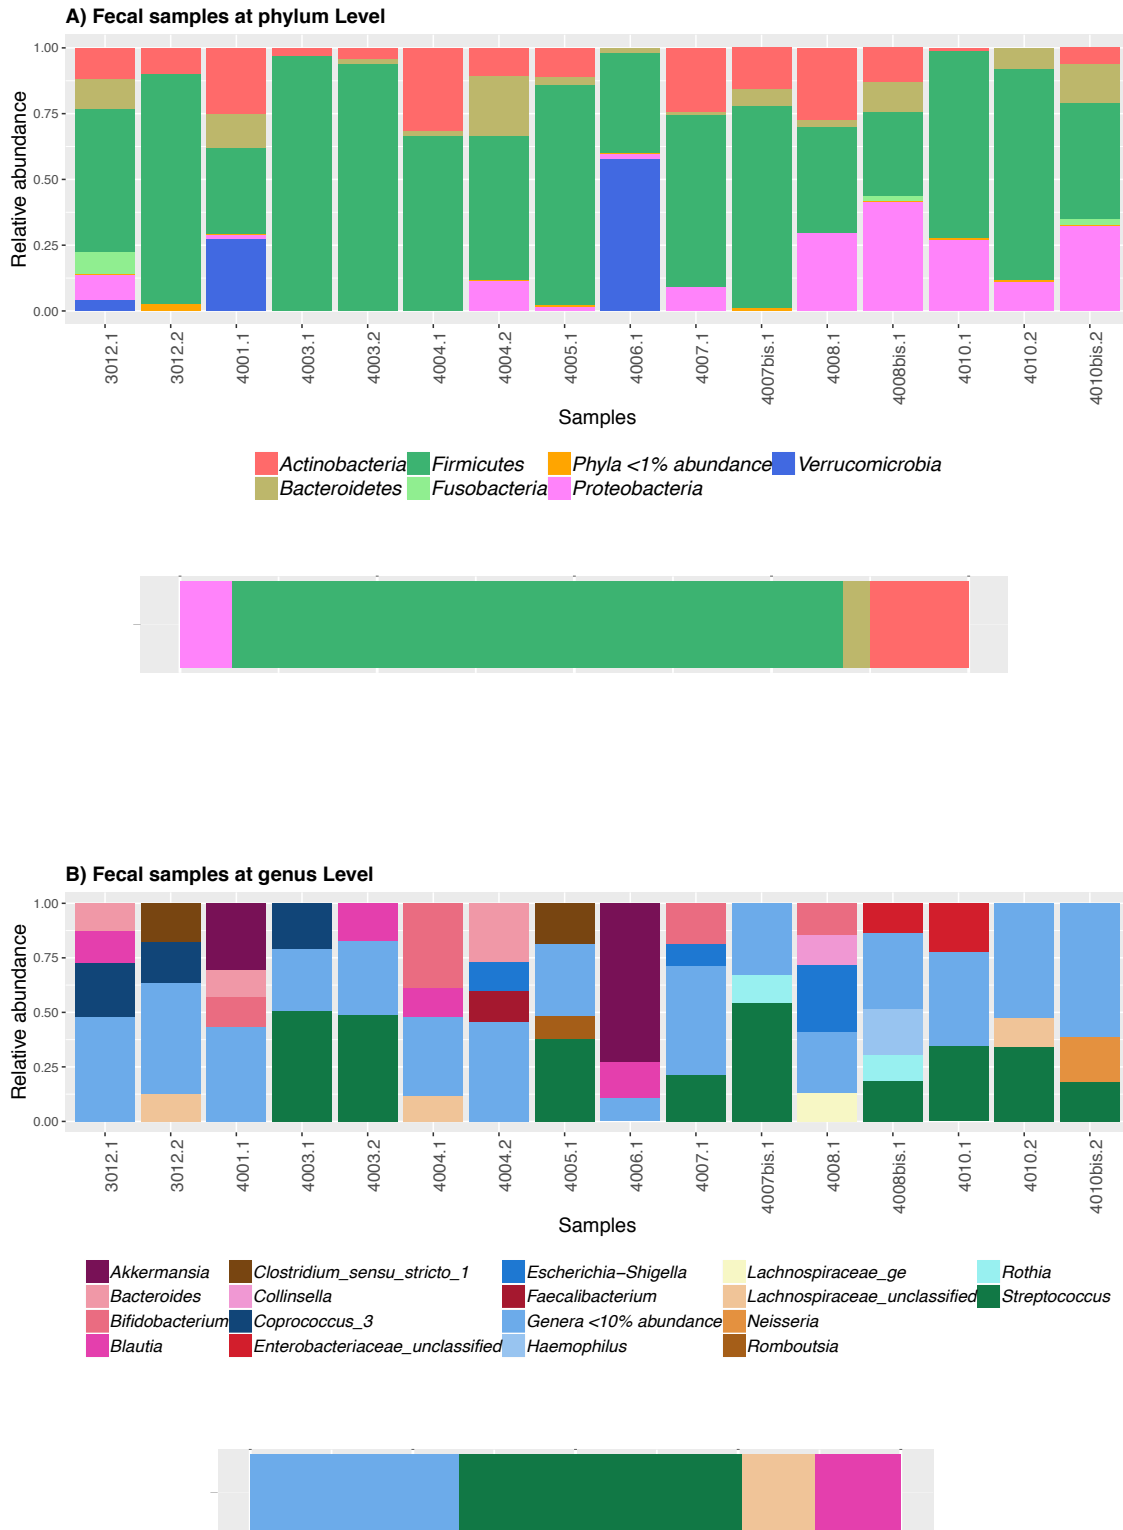 A) Fecal samples at phylum Level
1.00
0.75
0.50
0.25
0.00
Relative abundance
3012.1
3012.2
4001.1
4003.1
4003.2
4004.1
4004.2
4005.1
4006.1
4007.1
4007bis.1
4008.1
4008bis.1
4010.1
4010.2
4010bis.2
Samples
Actinobacteria Firmicutes Phyla <1% abundance Verrucomicrobia
Bacteroidetes Fusobacteria Proteobacteria
B) Fecal samples at genus Level
1.00
0.75
0.50
0.25
0.00
Relative abundance
3012.1
3012.2
4001.1
4003.1
4003.2
4004.1
4004.2
4005.1
4006.1
4007.1
4007bis.1
4008.1
4008bis.1
4010.1
4010.2
4010bis.2
Samples
Akkermansia Clostridium_sensu_stricto_1 Escherichia−Shigella Lachnospiraceae_ge Rothia
Bacteroides Collinsella Faecalibacterium Lachnospiraceae_unclassified Streptococcus
Bifidobacterium Coprococcus_3 Genera <10% abundance Neisseria
Blautia Enterobacteriaceae_unclassified Haemophilus Romboutsia